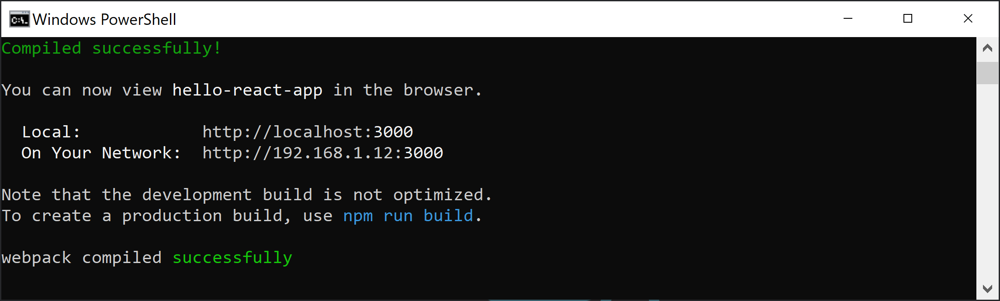 Windows PowerShell
Compiled successfully!
You can now view hello-react-app in the browser.
Local: http://localhost:3000
On Your Network: http://192.168.1.12:3000
Note that the development build is not optimized.
To create a production build, use npm run build.
webpack compiled successfully